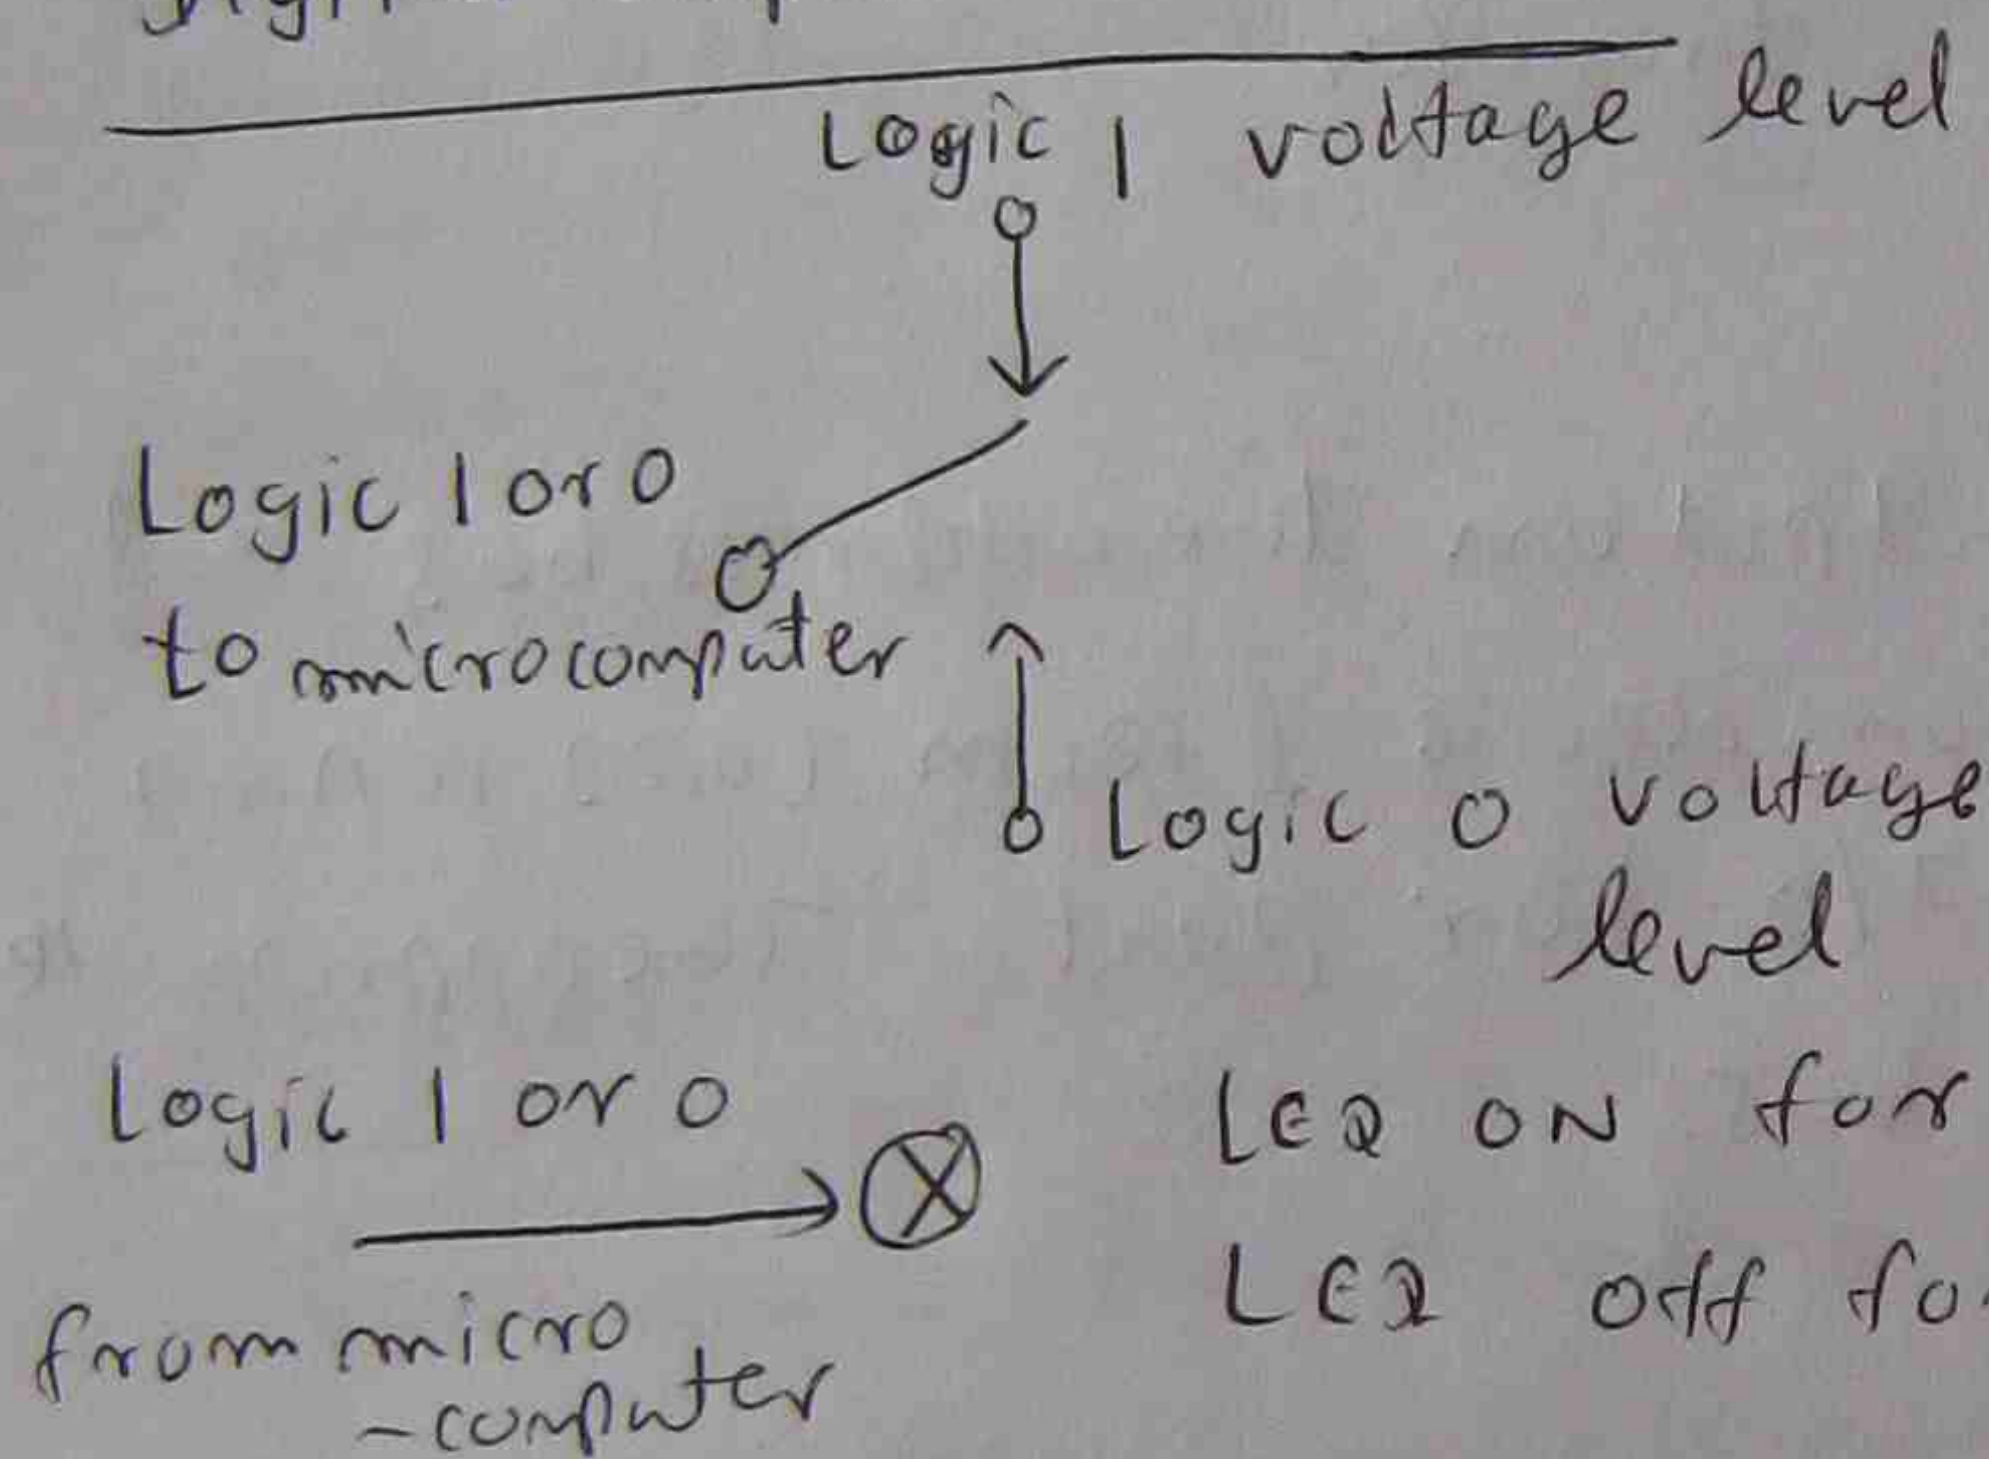 Logic 1 voltage level
Logic 1 or 0
to microcomputer
Logic 0 voltage
level
Logic 1 or 0
LED ON for
from micro
-computer
LED off